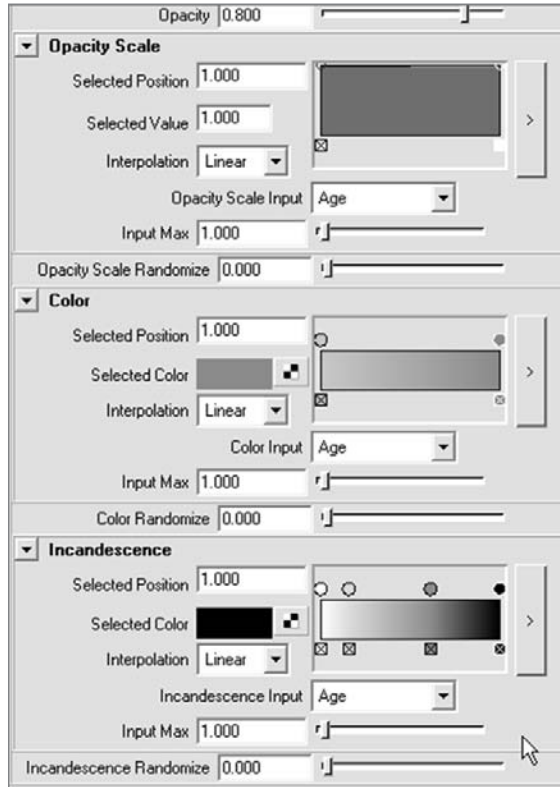 Opacity 0.800
Opacity Scale
Selected Position 1.000
Selected Value 1.000
Interpolation Linear
Opacity Scale Input Age
Input Max 1.000
Opacity Scale Randomize 0.000
Color
Selected Position 1.000
Selected Color
Interpolation Linear
Color Input Age
Input Max 1.000
Color Randomize 0.000
Incandescence
Selected Position 1.000
Selected Color
Interpolation Linear
Incandescence Input Age
Input Max 1.000
Incandescence Randomize 0.000